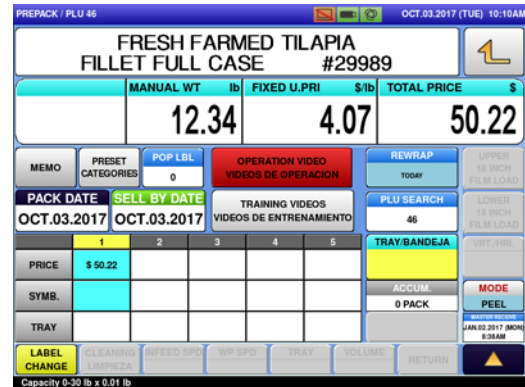 PREPACK / PLU 46
OCT.03.2017 (TUE) 10:10AM
FRESH FARMED TILAPIA
FILLET FULL CASE #29989
MANUAL WT lb
FIXED U.PRI $/lb
TOTAL PRICE $
12.34
4.07
50.22
MEMO
PRESET
CATEGORIES
POP LBL
0
OPERATION VIDEO
VIDEOS DE OPERACION
REWRAP
TODAY
UPPER
18 INCH
FILM LOAD
PACK DATE
OCT.03.2017
SELL BY DATE
OCT.03.2017
TRAINING VIDEOS
VIDEOS DE ENTRENAMIENTO
PLU SEARCH
46
LOWER
18 INCH
FILM LOAD
1 2 3 4 5
TRAY/BANDEJA
VRT./HRL.
PRICE $ 50.22
SYMB.
ACCUM.
0 PACK
MODE
PEEL
TRAY
MASTER RECEIVE
JAN.02.2017 (MON)
8:36AM
LABEL
CHANGE
CLEANING
LIMPIEZA
INFEED SPD
WP SPD
TRAY
VOLUME
RETURN
Capacity 0-30 lb x 0.01 lb